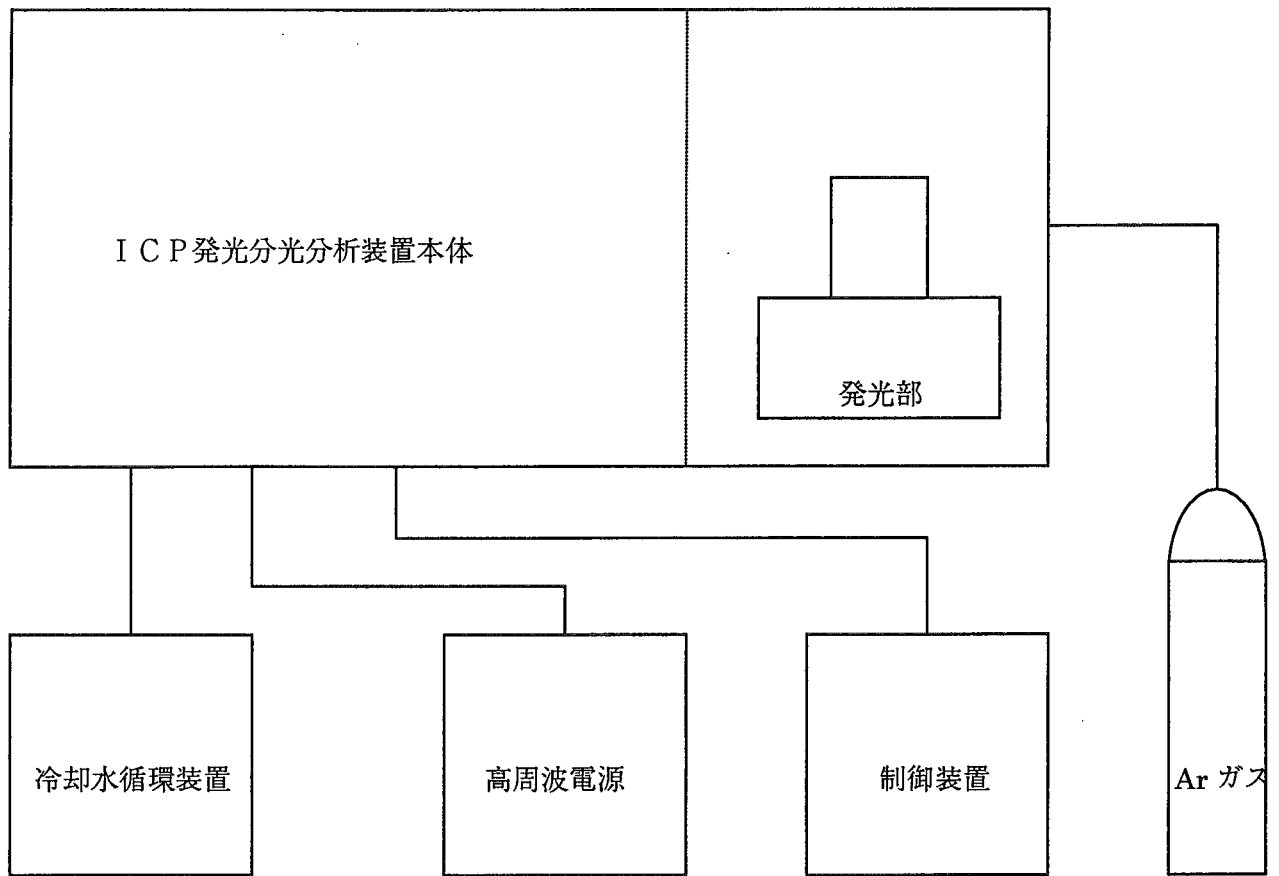 ＩＣＰ発光分光分析装置本体
発光部
冷却水循環装置
高周波電源
制御装置
Ar ガス